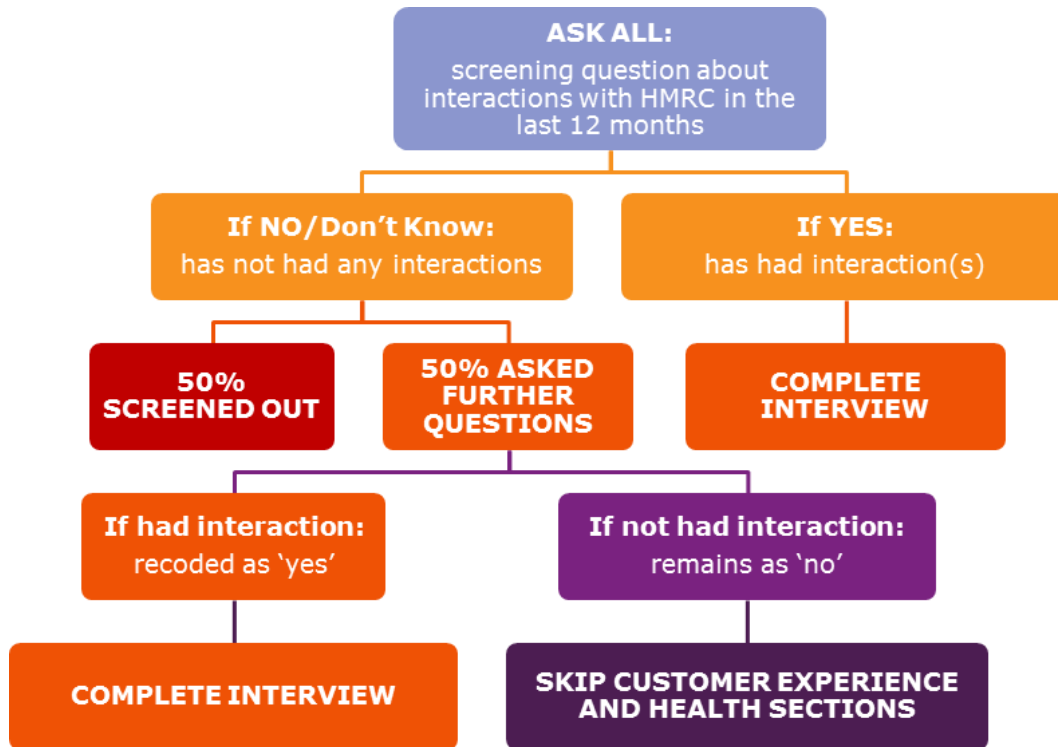 ASK ALL:
screening question about
interactions with HMRC in the
last 12 months
If NO/Don’t Know:
has not had any interactions
If YES:
has had interaction(s)
50%
SCREENED OUT
50% ASKED
FURTHER
QUESTIONS
COMPLETE
INTERVIEW
If had interaction:
recoded as ‘yes’
If not had interaction:
remains as ‘no’
COMPLETE INTERVIEW
SKIP CUSTOMER EXPERIENCE
AND HEALTH SECTIONS